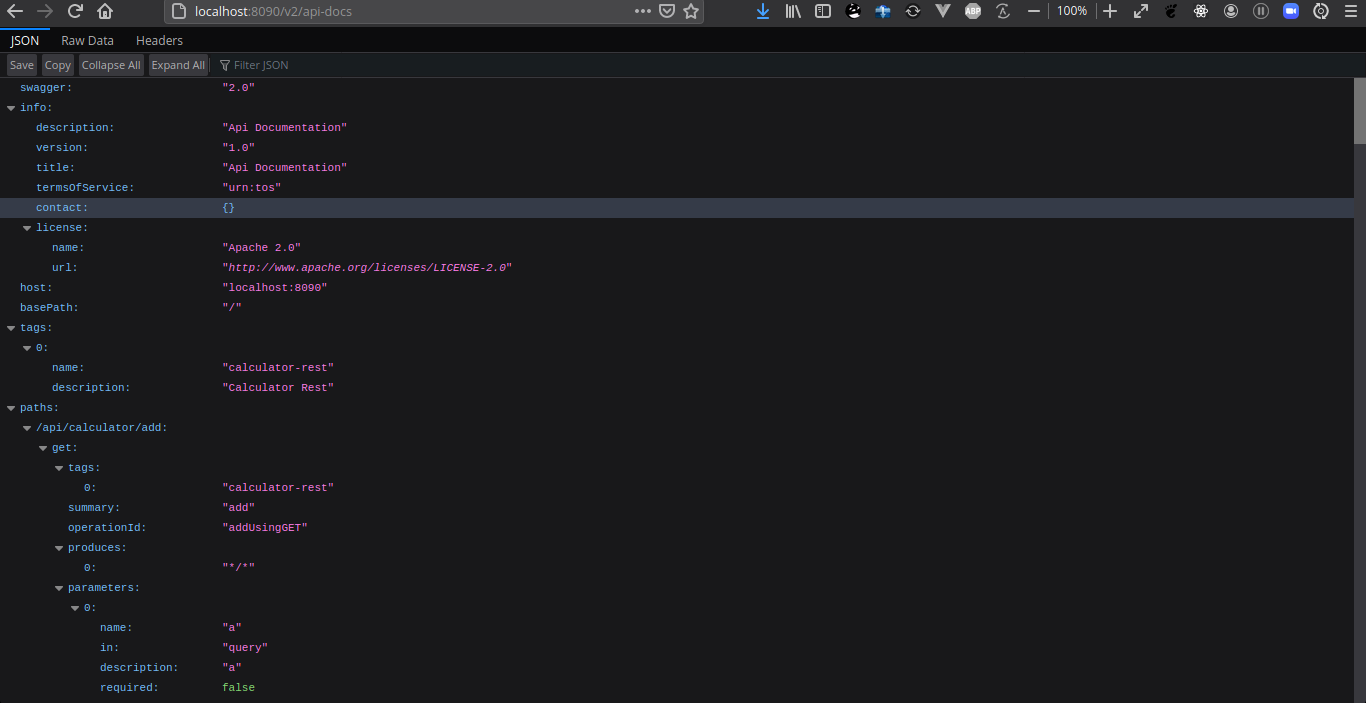 localhost:8090/v2/api-docs
100%
JSON Raw Data Headers
Save Copy Collapse All Expand All Filter JSON
swagger: "2.0"
info:
description: "Api Documentation"
version: "1.0"
title: "Api Documentation"
termsOfService: "urn:tos"
contact: {}
license:
name: "Apache 2.0"
url: "http://www.apache.org/licenses/LICENSE-2.0"
host: "localhost:8090"
basePath: "/"
tags:
0:
name: "calculator-rest"
description: "Calculator Rest"
paths:
/api/calculator/add:
get:
tags:
0: "calculator-rest"
summary: "add"
operationId: "addUsingGET"
produces:
0: "*/*"
parameters:
0:
name: "a"
in: "query"
description: "a"
required: false